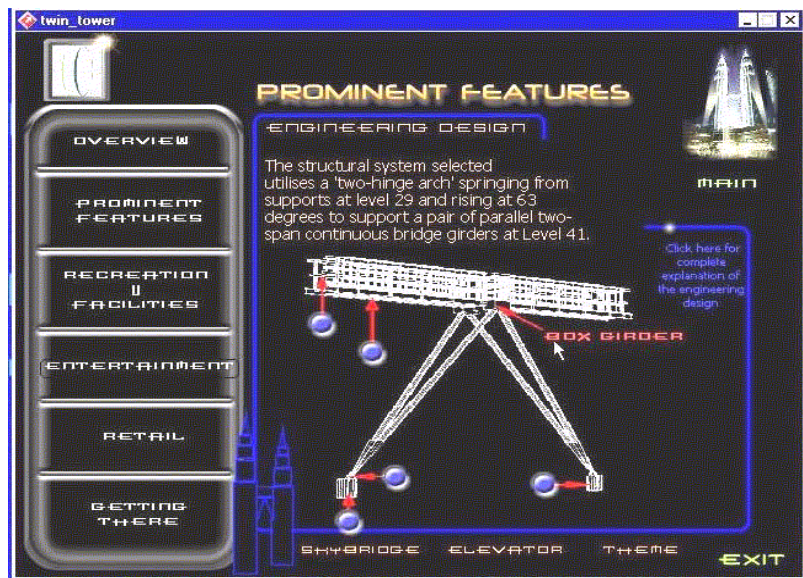 twin_tower
PROMINENT FEATURES
ENGINEERING DESIGN
OVERVIEW
The structural system selected
utilises a 'two-hinge arch' springing from
supports at level 29 and rising at 63
degrees to support a pair of parallel two-
span continuous bridge girders at Level 41.
MAIN
PROMINENT
FEATURES
Click here for
complete
explanation of
the engineering
design
RECREATION
FACILITIES
BOX GIRDER
ENTERTAINMENT
RETAIL
GETTING
THERE
SKYBRIDGE ELEVATOR THEME
EXIT